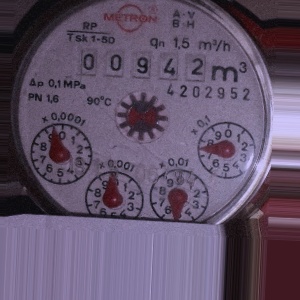 METRON
A-V
B-H
RP
Tsk 1-50
qn 1,5 m³/h
00942 m³
4202952
Δp 0,1 MPa
PN 1,6
90°C
x 0,0001
x 0,001
x 0,01
x 0,1